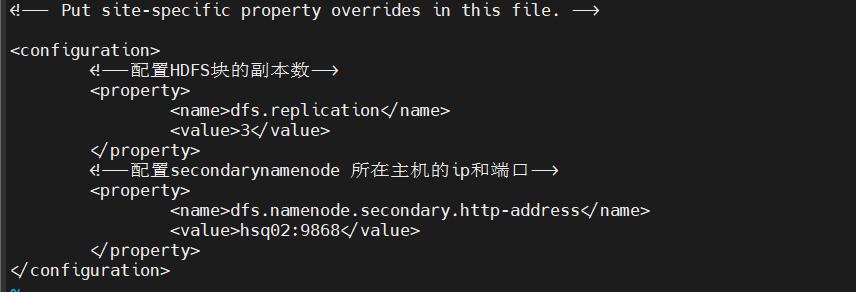 <!-- Put site-specific property overrides in this file. -->
<configuration>
<!--配置HDFS块的副本数-->
<property>
<name>dfs.replication</name>
<value>3</value>
</property>
<!--配置secondarynamenode 所在主机的ip和端口-->
<property>
<name>dfs.namenode.secondary.http-address</name>
<value>hsq02:9868</value>
</property>
</configuration>